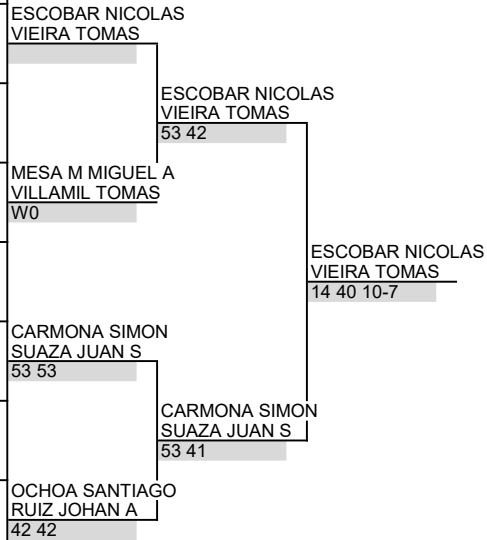 ESCOBAR NICOLAS
VIEIRA TOMAS
ESCOBAR NICOLAS
VIEIRA TOMAS
53 42
MESA M MIGUEL A
VILLAMIL TOMAS
W0
ESCOBAR NICOLAS
VIEIRA TOMAS
14 40 10-7
CARMONA SIMON
SUAZA JUAN S
53 53
CARMONA SIMON
SUAZA JUAN S
53 41
OCHOA SANTIAGO
RUIZ JOHAN A
42 42